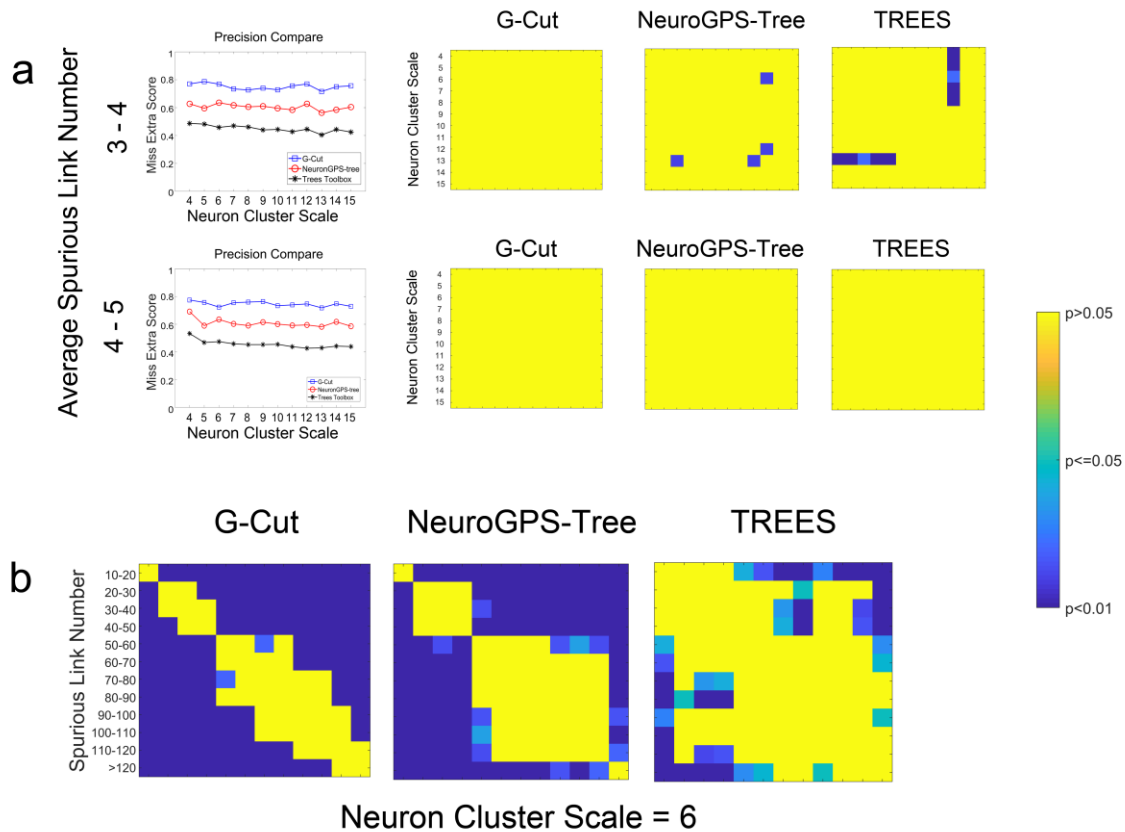 a
Average Spurious Link Number
3 - 4
Precision Compare
Miss Extra Score
1
0.8
0.6
0.4
0.2
0
G-Cut
NeuronGPS-tree
Trees Toolbox
4 5 6 7 8 9 10 11 12 13 14 15
Neuron Cluster Scale
G-Cut
NeuroGPS-Tree
TREES
Neuron Cluster Scale
4
5
6
7
8
9
10
11
12
13
14
15
4 - 5
Precision Compare
Miss Extra Score
1
0.8
0.6
0.4
0.2
0
G-Cut
NeuronGPS-tree
Trees Toolbox
4 5 6 7 8 9 10 11 12 13 14 15
Neuron Cluster Scale
G-Cut
NeuroGPS-Tree
TREES
Neuron Cluster Scale
4
5
6
7
8
9
10
11
12
13
14
15
p>0.05
p<=0.05
p<0.01
b
G-Cut
NeuroGPS-Tree
TREES
Spurious Link Number
10-20
20-30
30-40
40-50
50-60
60-70
70-80
80-90
90-100
100-110
110-120
>120
Neuron Cluster Scale = 6